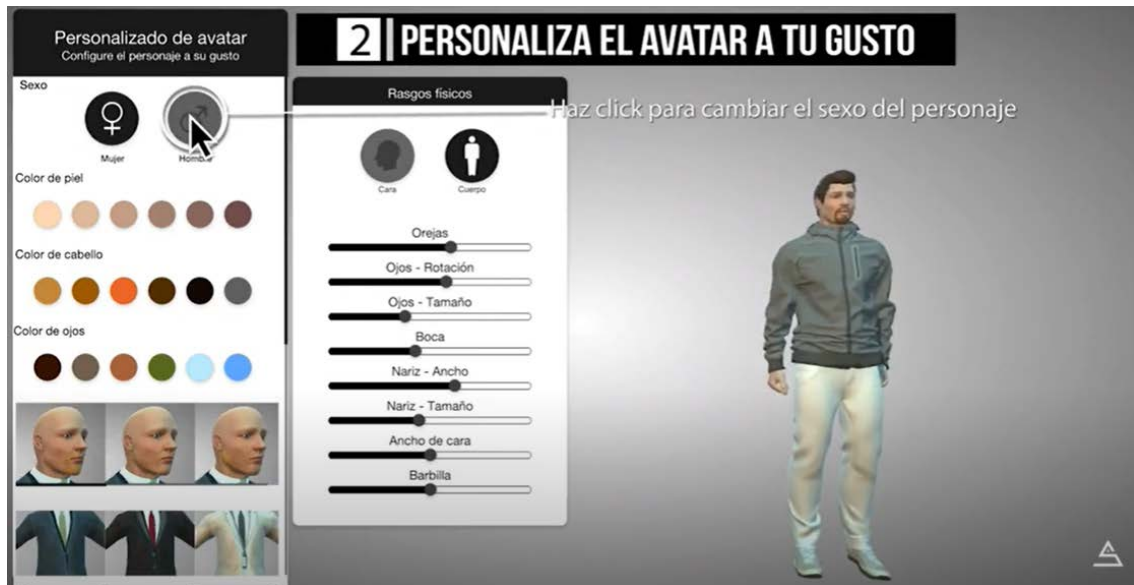 Personalizado de avatar
Configure el personaje a su gusto
2 PERSONALIZA EL AVATAR A TU GUSTO
Sexo
Mujer
Hombre
Haz click para cambiar el sexo del personaje
Color de piel
Color de cabello
Color de ojos
Rasgos físicos
Cara
Cuerpo
Orejas
Ojos - Rotación
Ojos - Tamaño
Boca
Nariz - Ancho
Nariz - Tamaño
Ancho de cara
Barbilla